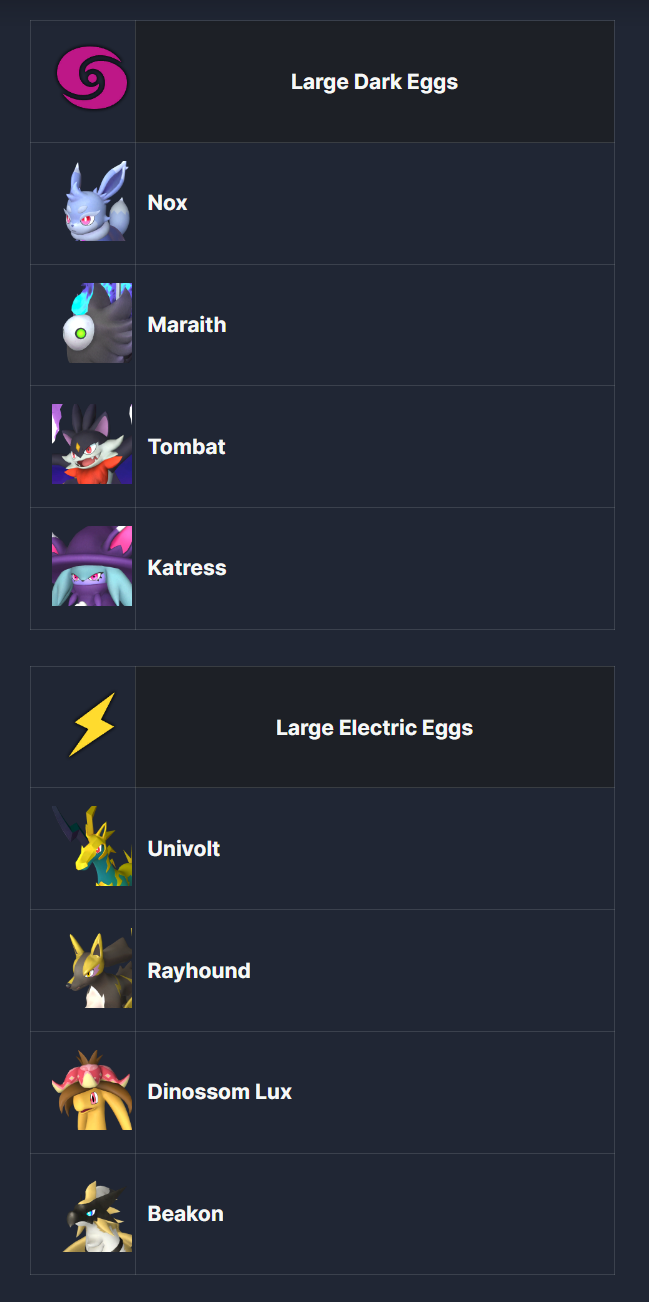 Large Dark Eggs
Nox
Maraith
Tombat
Katress
Large Electric Eggs
Univolt
Rayhound
Dinossom Lux
Beakon